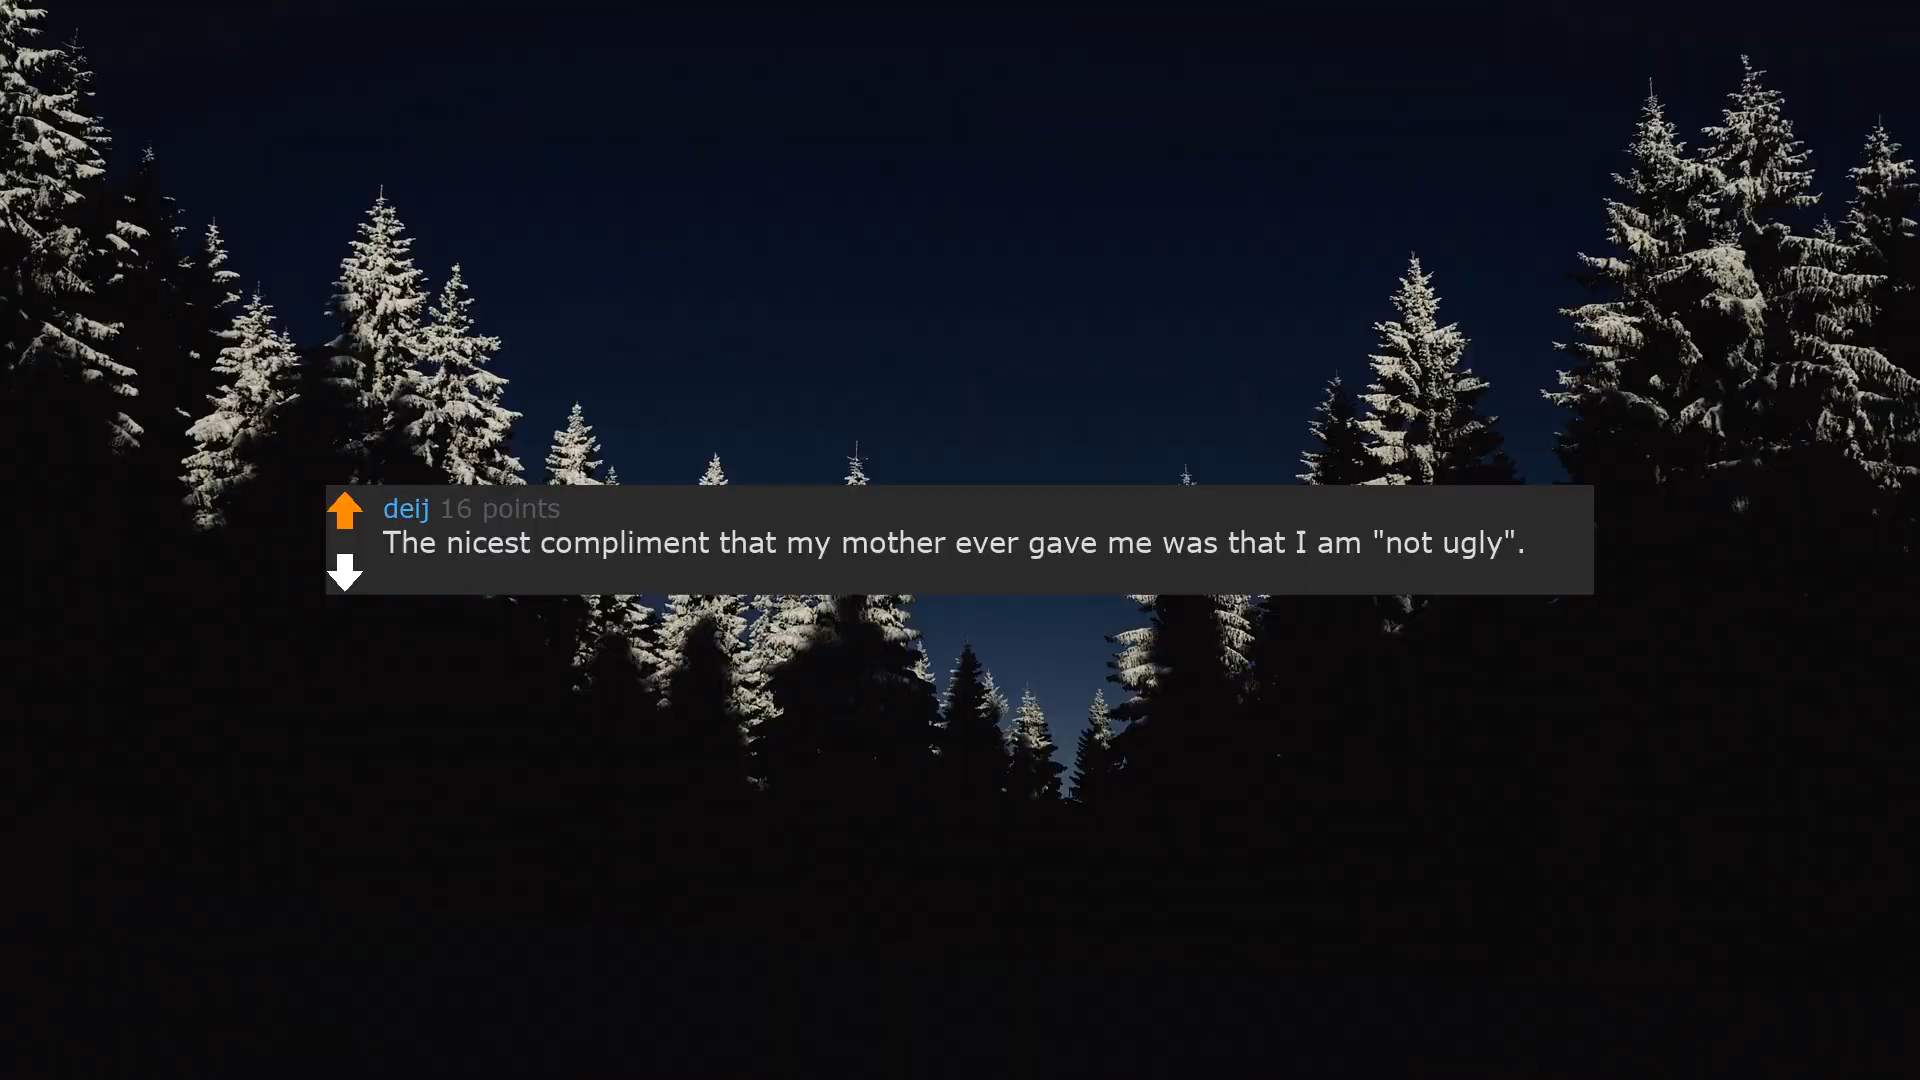 deij 16 points
The nicest compliment that my mother ever gave me was that I am "not ugly".